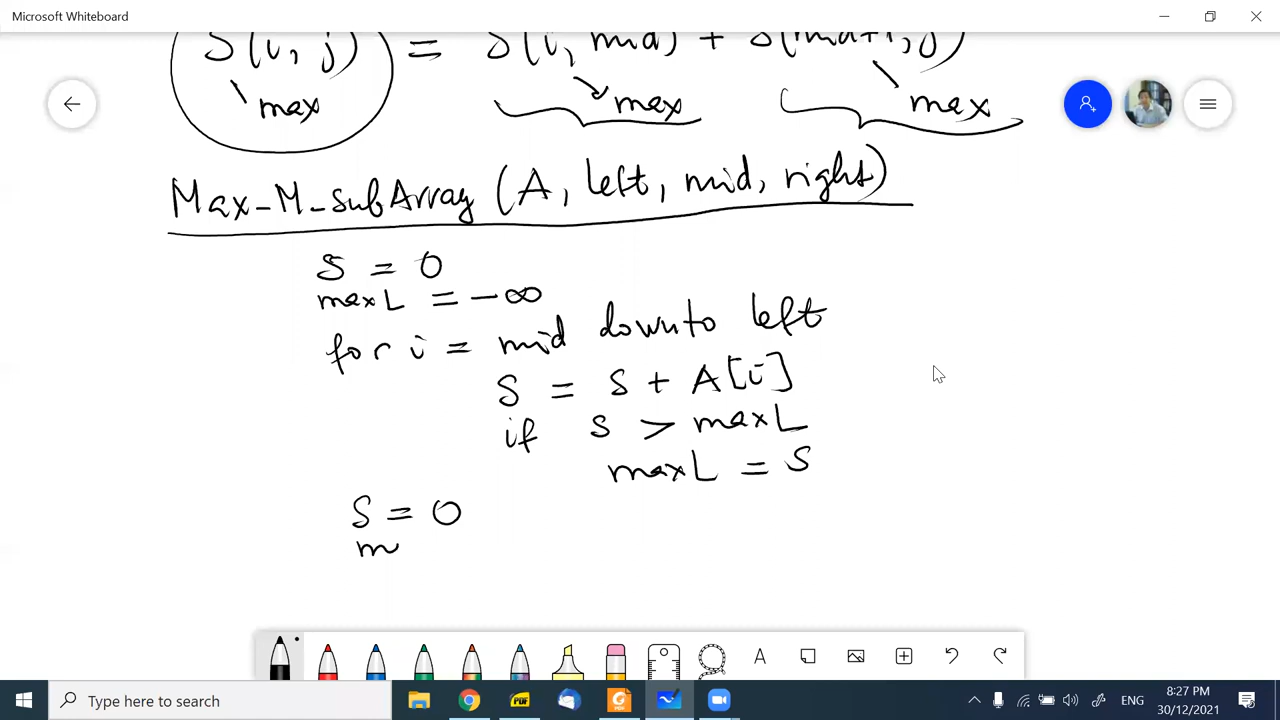 Microsoft Whiteboard
S(i, j) = S(i, mid) + S(mid+1, j)
max max max
Max-M-SubArray (A, left, mid, right)
S = 0
maxL = -∞
for i = mid downto left
S = S + A[i]
if S > maxL
maxL = S
S = 0
m
A
Type here to search
PDF
ENG
8:27 PM
30/12/2021